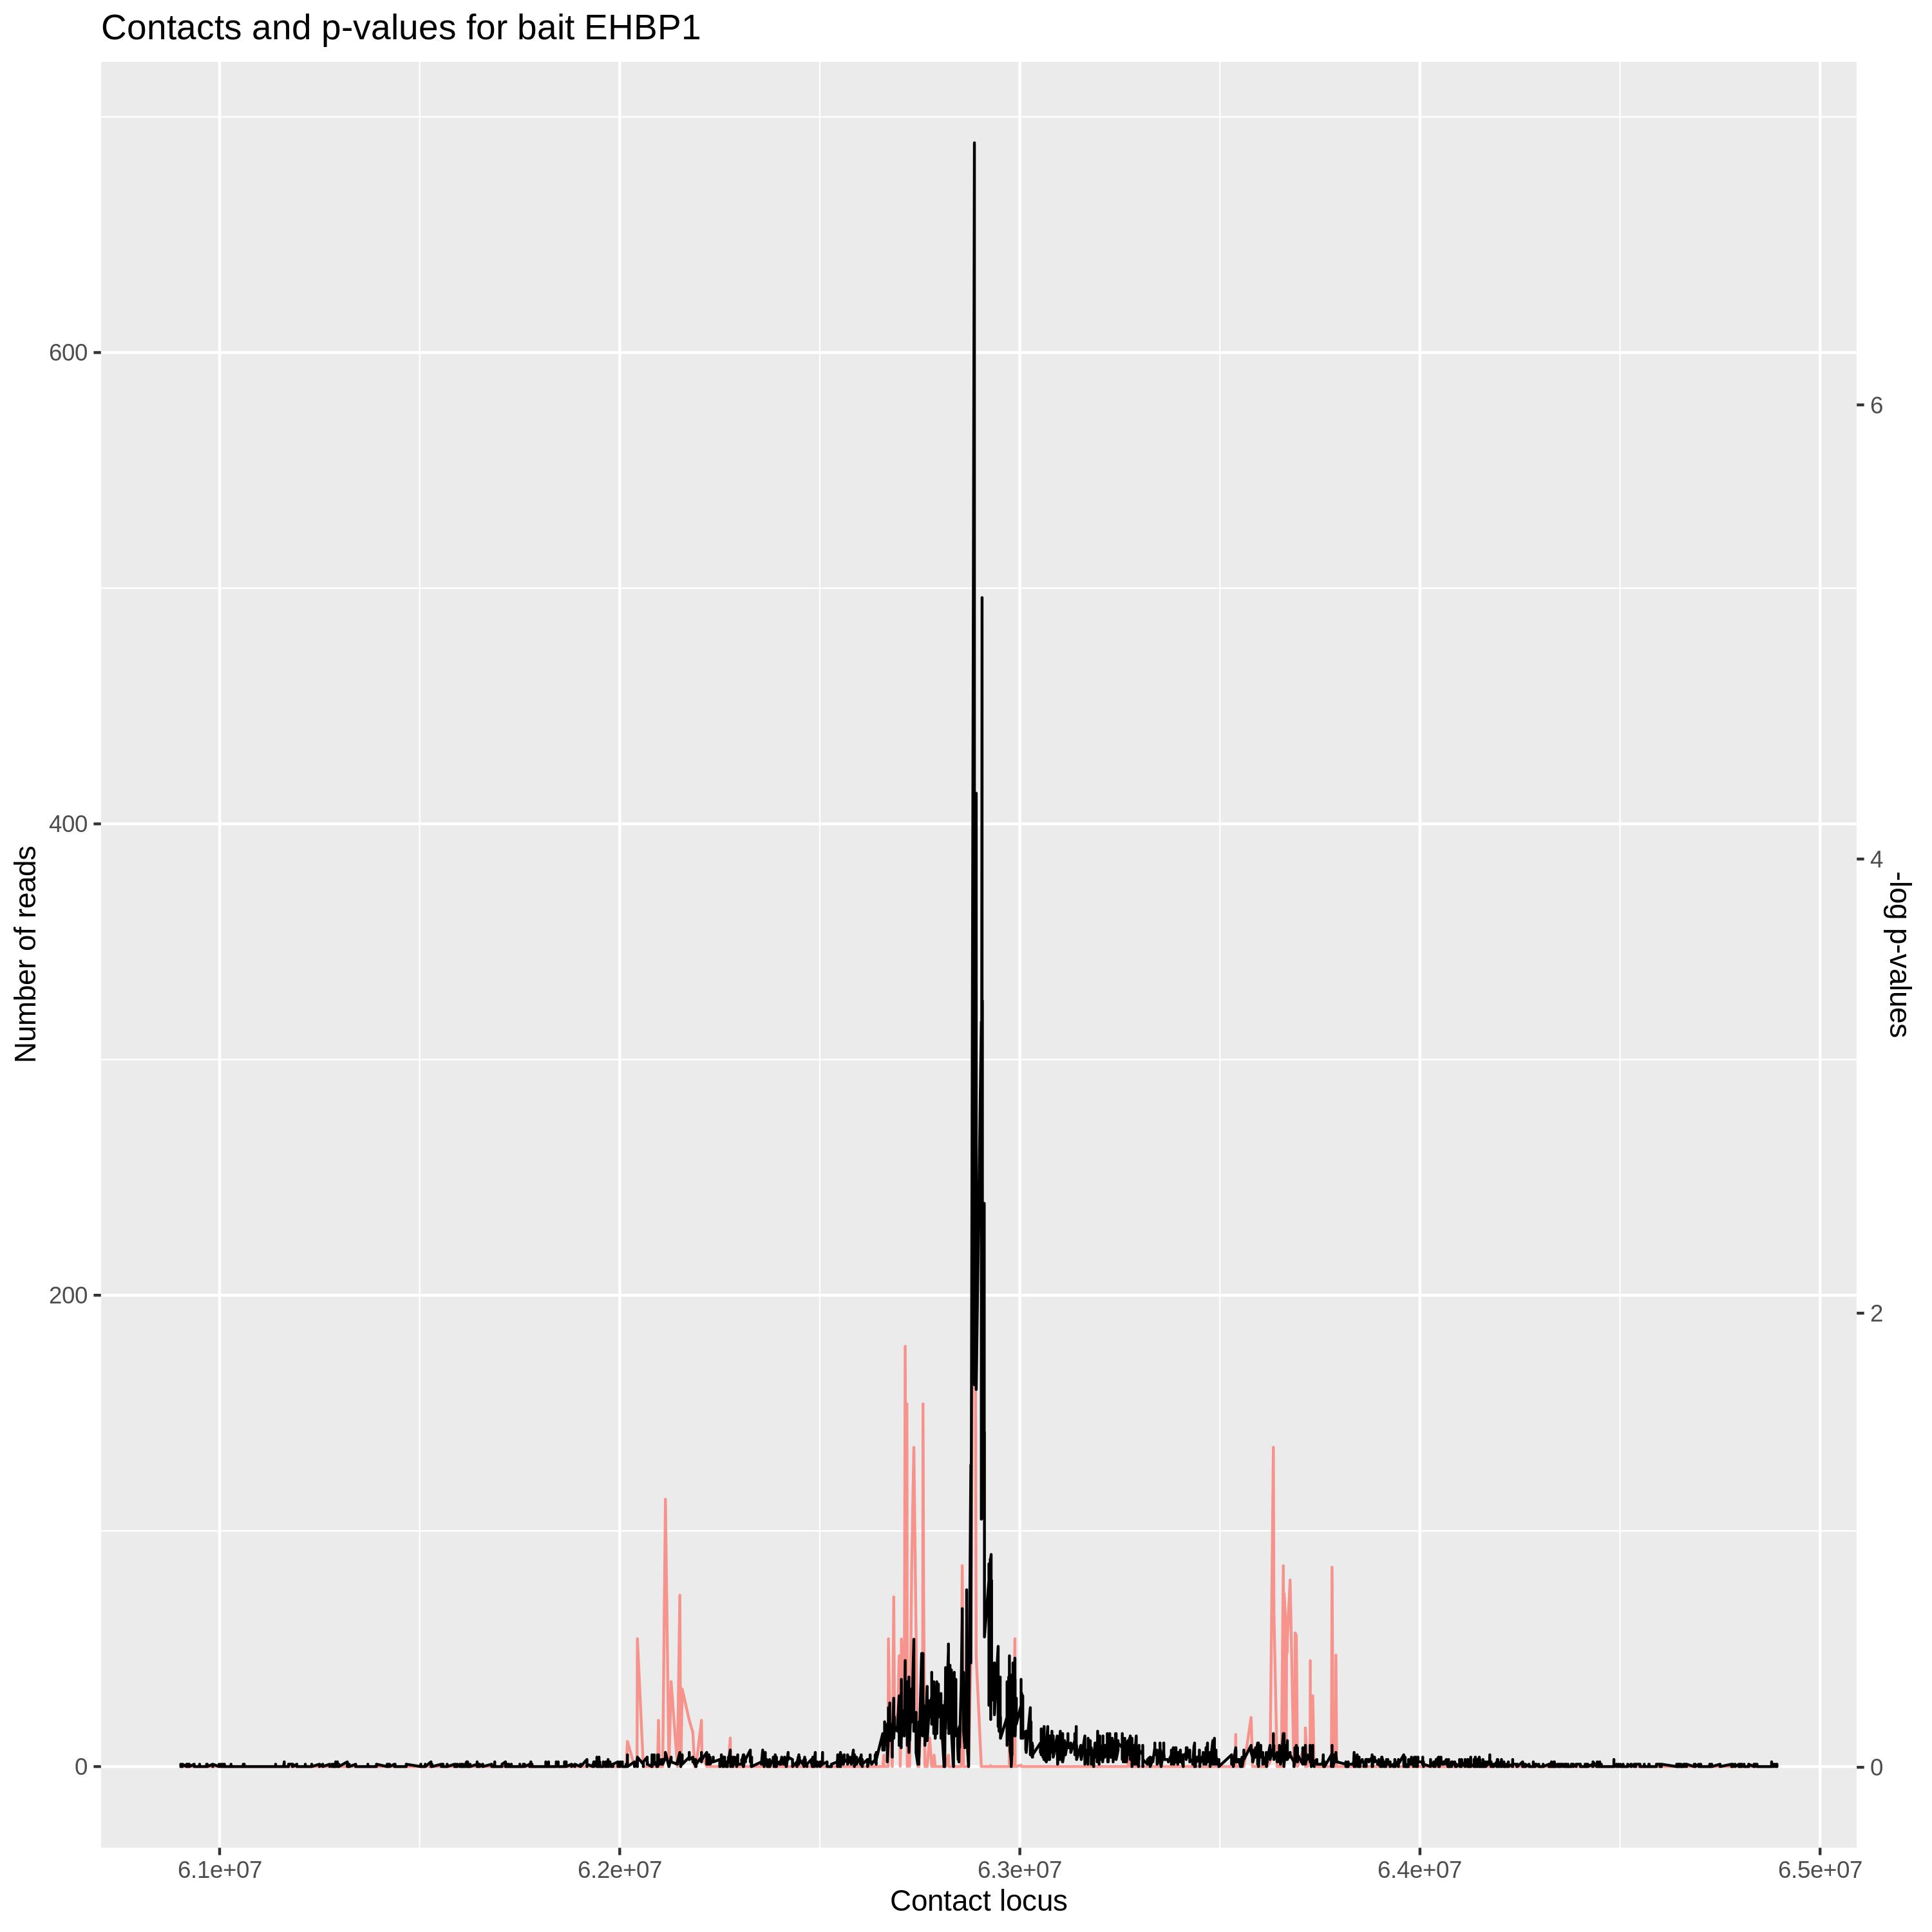 Contacts and p-values for bait EHBP1
600
400
200
0
Number of reads
6
4
2
0
-log p-values
6.1e+07
6.2e+07
6.3e+07
6.4e+07
6.5e+07
Contact locus